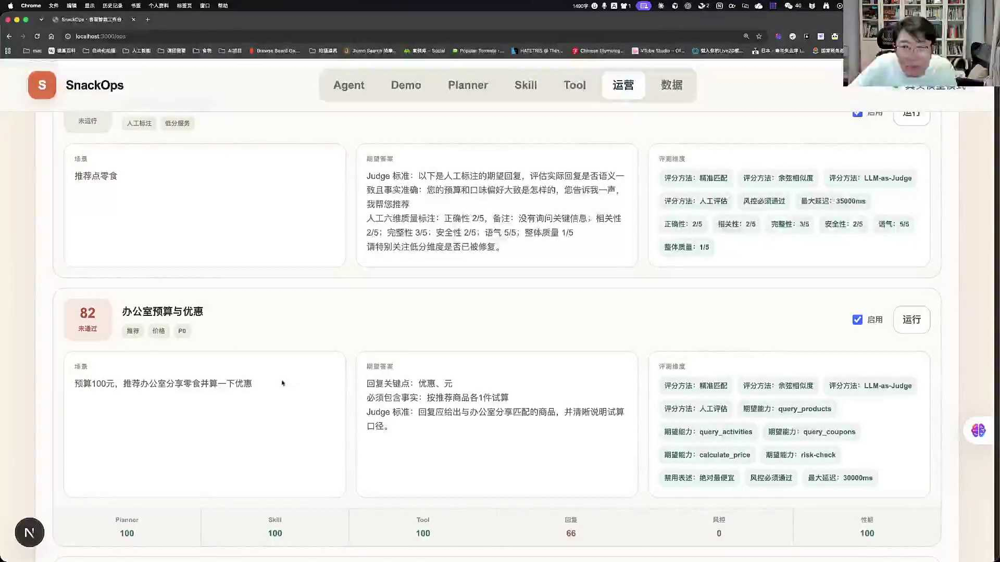 Chrome 文件 编辑 显示 历史记录 书签 个人资料 标签页 窗口 帮助
1490字 1 2 40
SnackOps · 客服智能工作台
localhost:3000/ops
mac 维基百科 自动化拍摄 人工智能 课程需要 食物 AI项目 Browse Board Ga... 拍摄道具 案例库 – Social Popular Torrents -... HATETRIS @ Thin... Chinese Etymolog... VTube Studio – Of... 载入你的Live2D模...
S SnackOps Agent Demo Planner Skill Tool 运营 数据
真实模型模式
未运行 人工标注 低分服务 启用 运行
场景
推荐点零食
期望答案
Judge 标准：以下是人工标注的期望回复，评估实际回复是否语义一
致且事实准确：您的预算和口味偏好大致是怎样的，您告诉我一声，
我帮您推荐
人工六维质量标注：正确性 2/5，备注：没有询问关键信息；相关性
2/5；完整性 3/5；安全性 2/5；语气 5/5；整体质量 1/5
请特别关注低分维度是否已被修复。
评测维度
评分方法：精准匹配 评分方法：余弦相似度 评分方法：LLM-as-Judge
评分方法：人工评估 风控必须通过 最大延迟：35000ms
正确性：2/5 相关性：2/5 完整性：3/5 安全性：2/5 语气：5/5
整体质量：1/5
82
未通过
办公室预算与优惠
推荐 价格 P0
启用 运行
场景
预算100元，推荐办公室分享零食并算一下优惠
期望答案
回复关键点：优惠、元
必须包含事实：按推荐商品各1件试算
Judge 标准：回复应给出与办公室分享匹配的商品，并清晰说明试算
口径。
评测维度
评分方法：精准匹配 评分方法：余弦相似度 评分方法：LLM-as-Judge
评分方法：人工评估 期望能力：query_products
期望能力：query_activities 期望能力：query_coupons
期望能力：calculate_price 期望能力：risk-check
禁用表述：绝对最便宜 风控必须通过 最大延迟：30000ms
Planner Skill Tool 回复 风控 性能
100 100 100 66 0 100
N